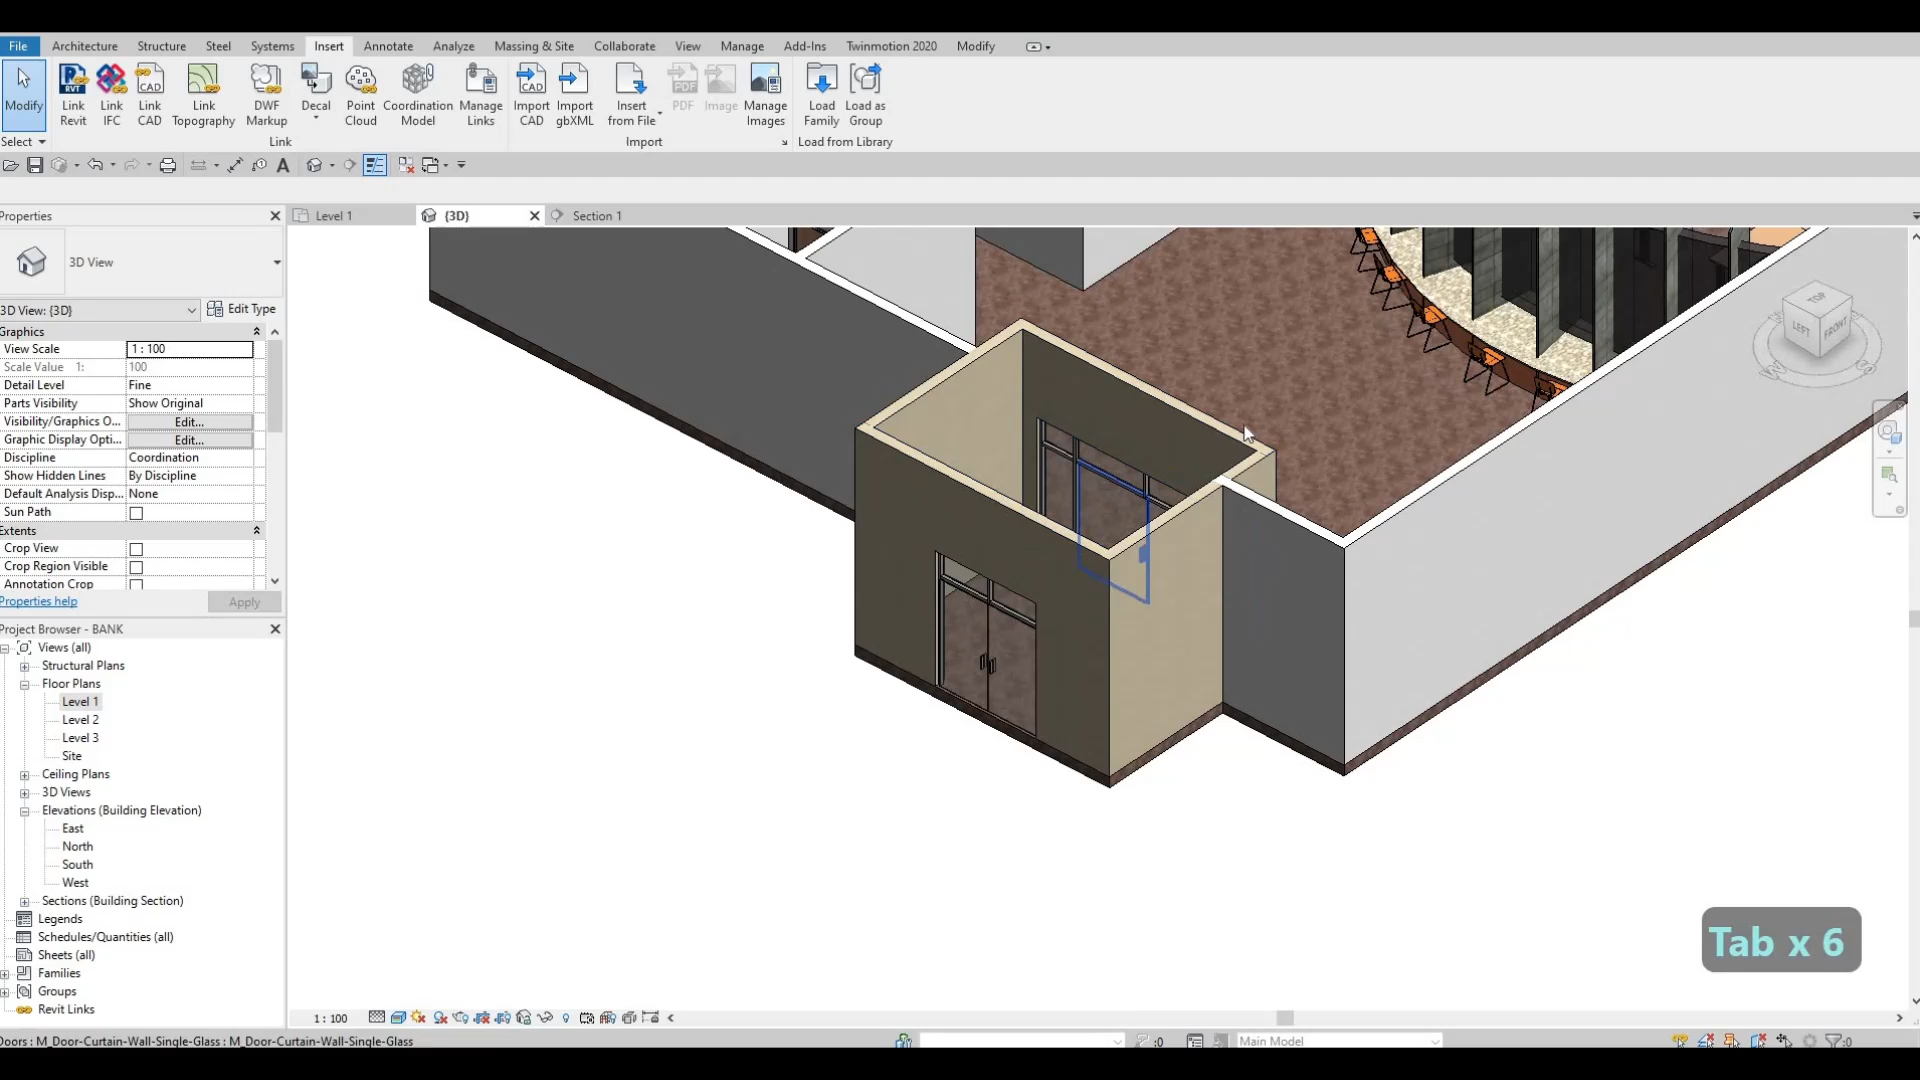 File Architecture Structure Steel Systems Insert Annotate Analyze Massing & Site Collaborate View Manage Add-Ins Twinmotion 2020 Modify
Modify
Link Revit
Link IFC
Link CAD
Link Topography
DWF Markup
Decal
Point Cloud
Coordination Model
Manage Links
Import CAD
Import gbXML
Insert from File
PDF
Image
Manage Images
Load Family
Load as Group
Select
Link
Import
Load from Library
Properties
Level 1
{3D}
Section 1
3D View
3D View: {3D}
Edit Type
Graphics
View Scale 1 : 100
Scale Value 1: 100
Detail Level Fine
Parts Visibility Show Original
Visibility/Graphics O... Edit...
Graphic Display Opti... Edit...
Discipline Coordination
Show Hidden Lines By Discipline
Default Analysis Disp... None
Sun Path
Extents
Crop View
Crop Region Visible
Annotation Crop
Properties help
Apply
Project Browser - BANK
Views (all)
Structural Plans
Floor Plans
Level 1
Level 2
Level 3
Site
Ceiling Plans
3D Views
Elevations (Building Elevation)
East
North
South
West
Sections (Building Section)
Legends
Schedules/Quantities (all)
Sheets (all)
Families
Groups
Revit Links
TOP
LEFT
FRONT
W
S
Tab x 6
1 : 100
Doors : M_Door-Curtain-Wall-Single-Glass : M_Door-Curtain-Wall-Single-Glass
:0
Main Model
:0